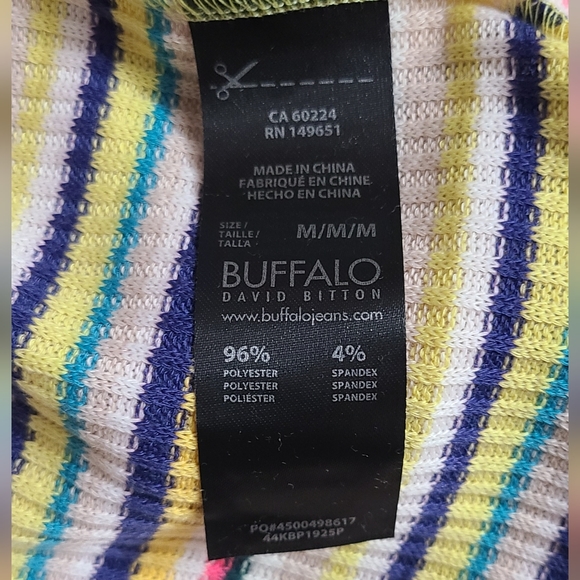 CA 60224
RN 149651
MADE IN CHINA
FABRIQUÉ EN CHINE
HECHO EN CHINA
SIZE/
TAILLE/
TALLA
M/M/M
BUFFALO
DAVID BITTON
www.buffalojeans.com
96% 4%
POLYESTER SPANDEX
POLYESTER SPANDEX
POLIÉSTER SPANDEX
PO#4500498617
44KBP1925P